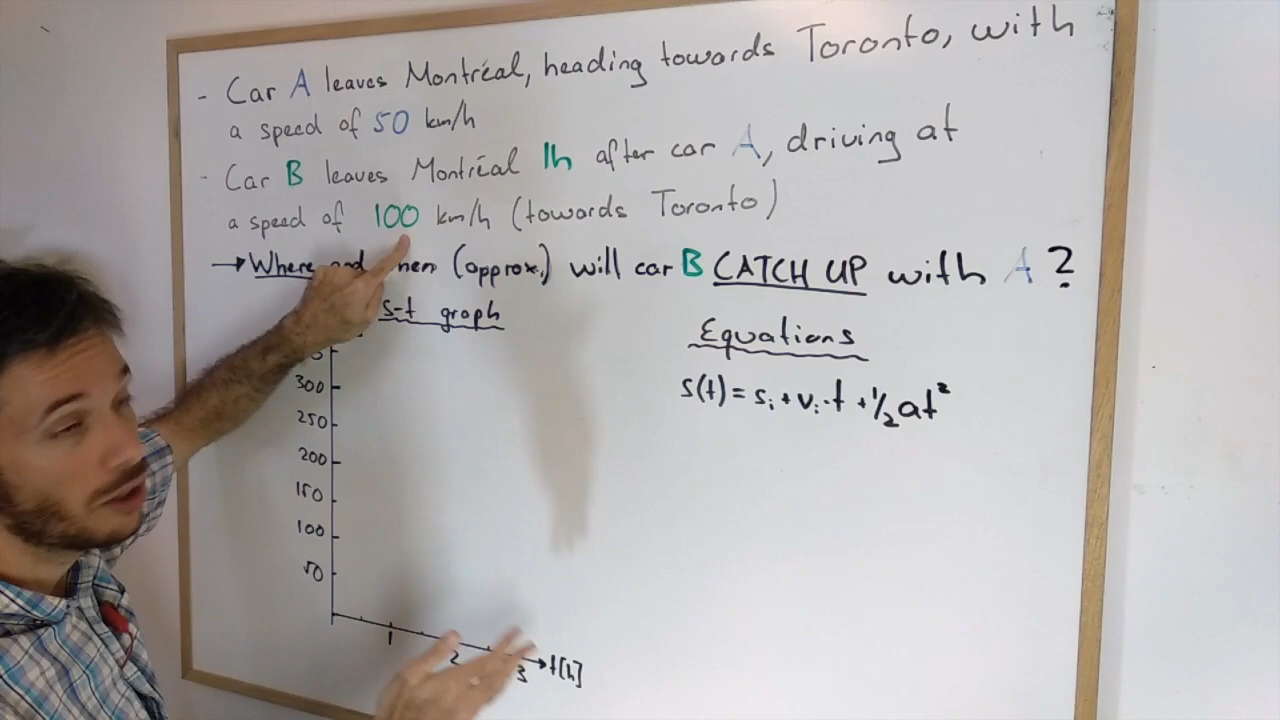 - Car A leaves Montréal, heading towards Toronto, with
a speed of 50 km/h
- Car B leaves Montréal 1h after car A, driving at
a speed of 100 km/h (towards Toronto)
→ Where (approx.) will car B CATCH UP with A?
s-t graph
Equations
s(t) = si + vi·t + 1/2at²
300
250
200
150
100
50
1
2
3
t[h]